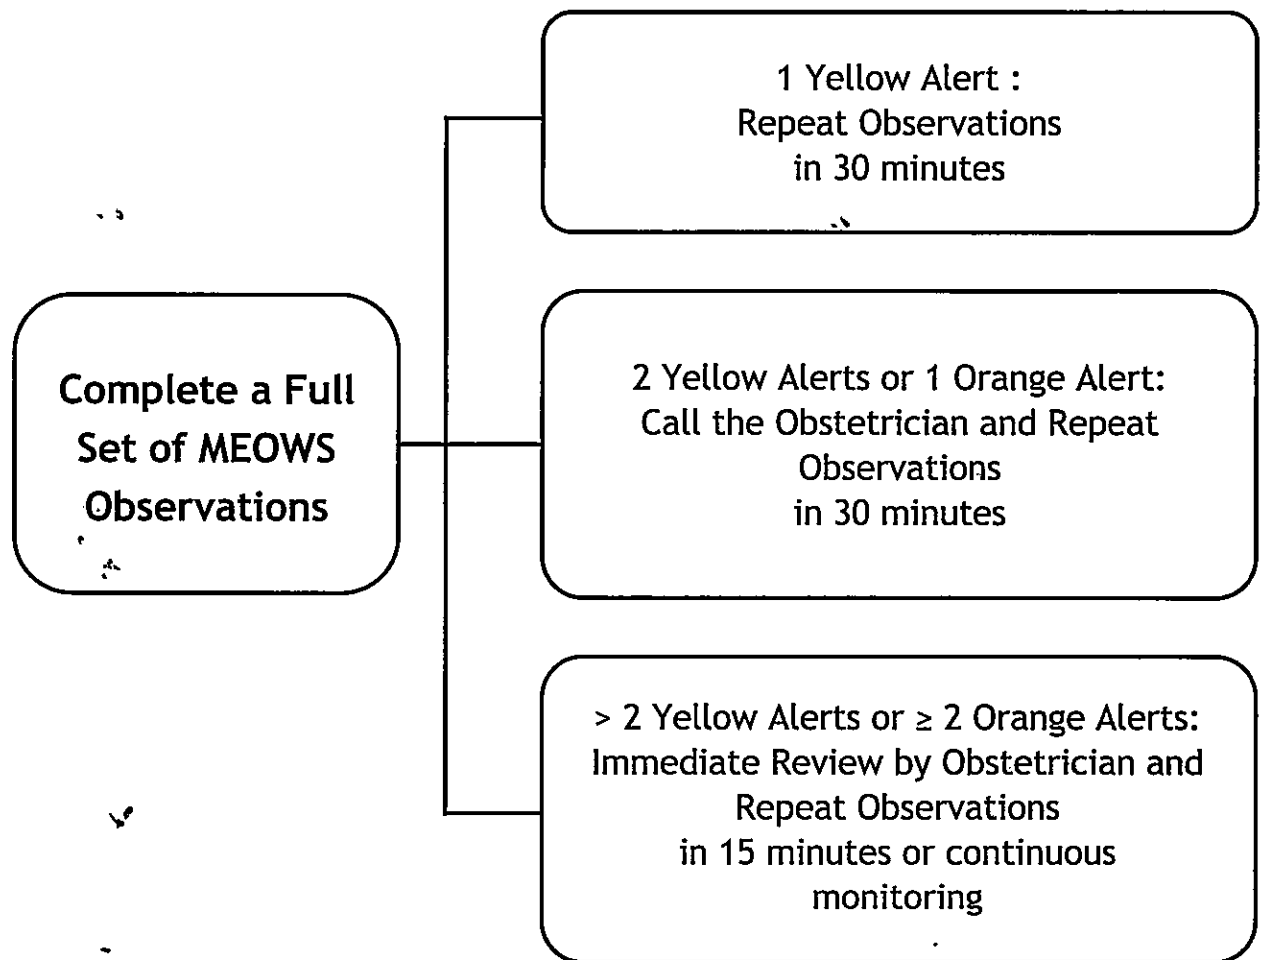 Complete a Full
Set of MEOWS
Observations
1 Yellow Alert :
Repeat Observations
in 30 minutes
2 Yellow Alerts or 1 Orange Alert:
Call the Obstetrician and Repeat
Observations
in 30 minutes
> 2 Yellow Alerts or ≥ 2 Orange Alerts:
Immediate Review by Obstetrician and
Repeat Observations
in 15 minutes or continuous
monitoring